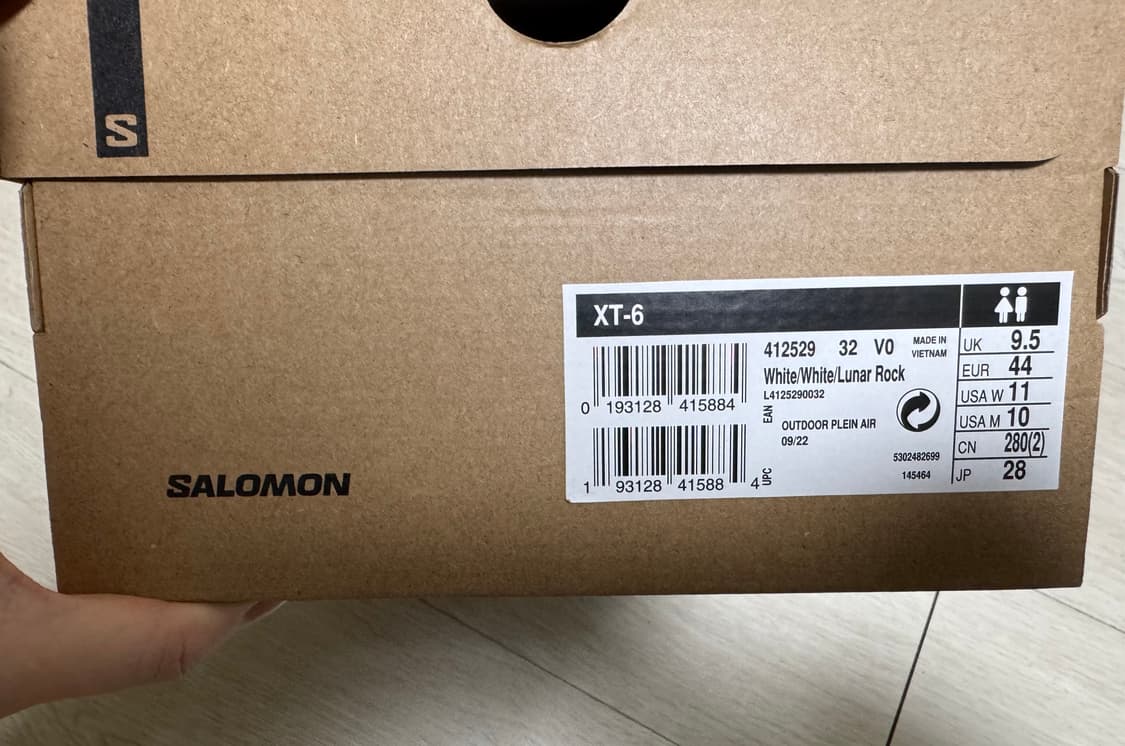 S
XT-6
0 193128 415884
EAN
1 93128 41588 4
UPC
412529 32 V0
MADE IN
VIETNAM
White/White/Lunar Rock
L4125290032
OUTDOOR PLEIN AIR
09/22
5302482699
145464
UK 9.5
EUR 44
USA W 11
USA M 10
CN 280(2)
JP 28
SALOMON